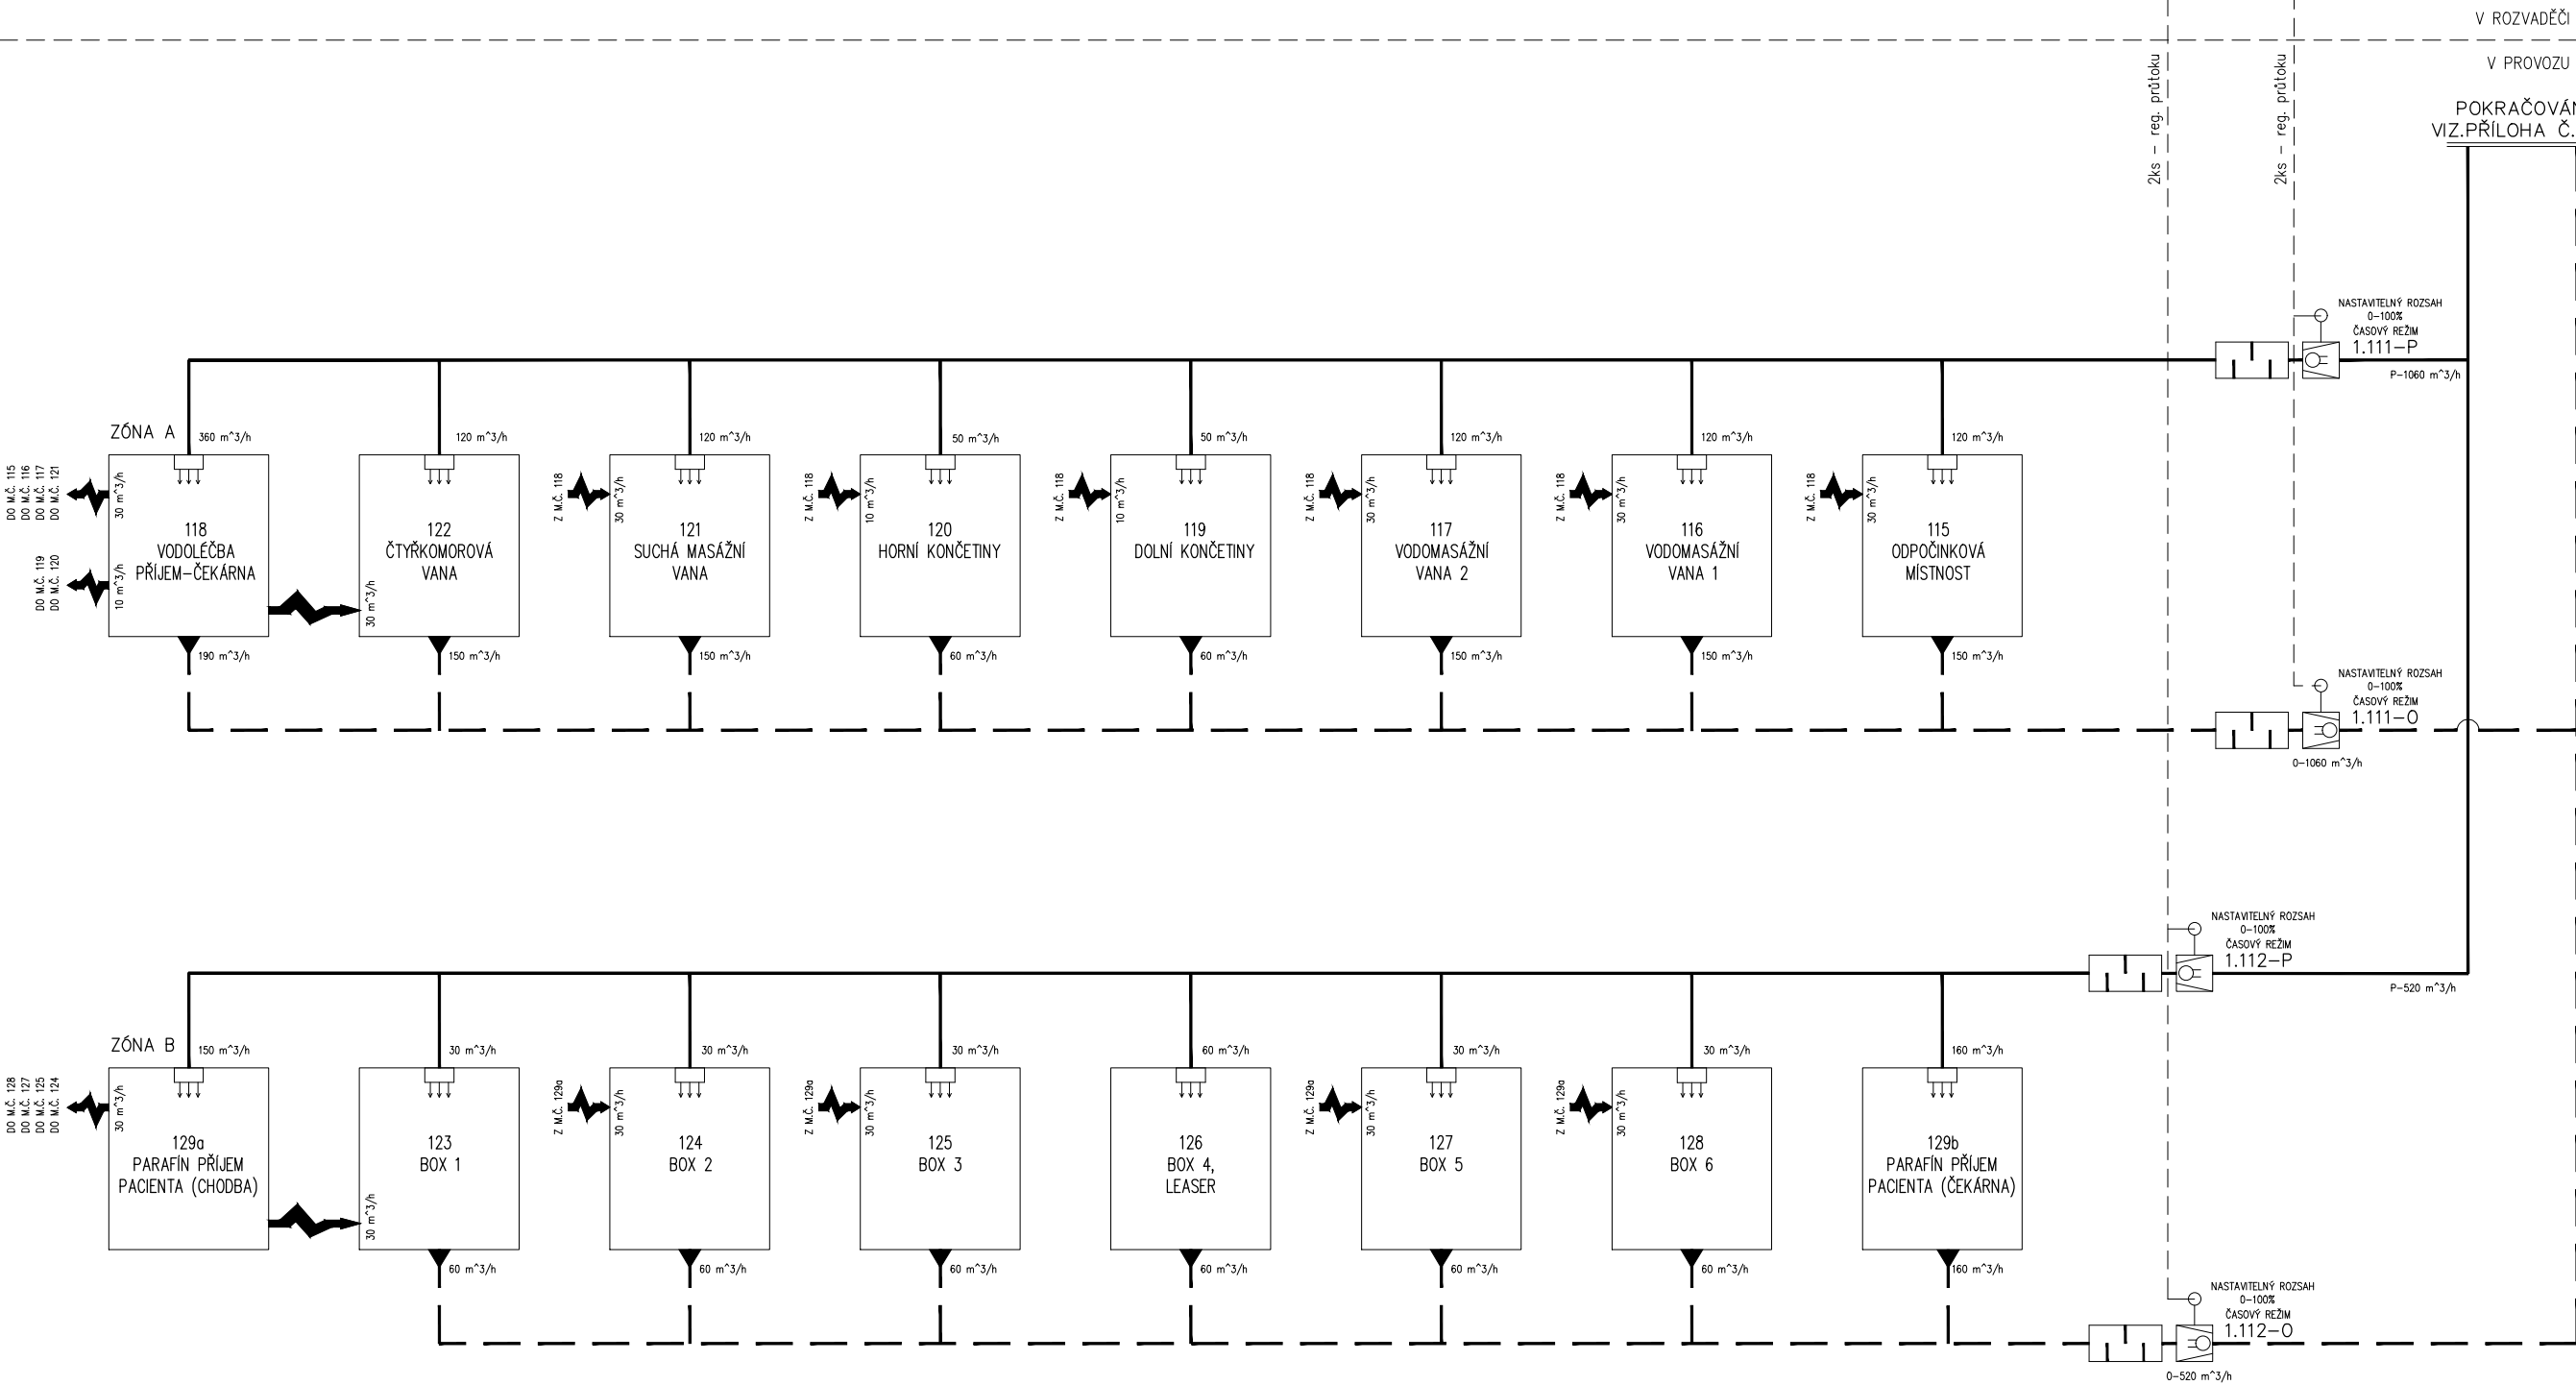 V ROZVADĚČI
V PROVOZU
POKRAČOVÁN
VIZ.PŘÍLOHA Č.
2ks – reg. průtoku
2ks – reg. průtoku
NASTAVITELNÝ ROZSAH
0–100%
ČASOVÝ REŽIM
1.111–P
P–1060 m^3/h
ZÓNA A
360 m^3/h
120 m^3/h
120 m^3/h
50 m^3/h
50 m^3/h
120 m^3/h
120 m^3/h
120 m^3/h
DO M.Č. 115
DO M.Č. 116
DO M.Č. 117
DO M.Č. 121
30 m^3/h
DO M.Č. 119
DO M.Č. 120
10 m^3/h
118
VODOLÉČBA
PŘÍJEM–ČEKÁRNA
30 m^3/h
122
ČTYŘKOMOROVÁ
VANA
Z M.Č. 118
30 m^3/h
121
SUCHÁ MASÁŽNÍ
VANA
Z M.Č. 118
10 m^3/h
120
HORNÍ KONČETINY
Z M.Č. 118
10 m^3/h
119
DOLNÍ KONČETINY
Z M.Č. 118
30 m^3/h
117
VODOMASÁŽNÍ
VANA 2
Z M.Č. 118
30 m^3/h
116
VODOMASÁŽNÍ
VANA 1
Z M.Č. 118
30 m^3/h
115
ODPOČINKOVÁ
MÍSTNOST
190 m^3/h
150 m^3/h
150 m^3/h
60 m^3/h
60 m^3/h
150 m^3/h
150 m^3/h
150 m^3/h
NASTAVITELNÝ ROZSAH
0–100%
ČASOVÝ REŽIM
1.111–O
O–1060 m^3/h
NASTAVITELNÝ ROZSAH
0–100%
ČASOVÝ REŽIM
1.112–P
P–520 m^3/h
ZÓNA B
150 m^3/h
30 m^3/h
30 m^3/h
30 m^3/h
60 m^3/h
30 m^3/h
30 m^3/h
160 m^3/h
DO M.Č. 128
DO M.Č. 127
DO M.Č. 125
DO M.Č. 124
30 m^3/h
129a
PARAFÍN PŘÍJEM
PACIENTA (CHODBA)
30 m^3/h
123
BOX 1
Z M.Č. 129a
30 m^3/h
124
BOX 2
Z M.Č. 129a
30 m^3/h
125
BOX 3
126
BOX 4,
LEASER
Z M.Č. 129a
30 m^3/h
127
BOX 5
Z M.Č. 129a
30 m^3/h
128
BOX 6
129b
PARAFÍN PŘÍJEM
PACIENTA (ČEKÁRNA)
60 m^3/h
60 m^3/h
60 m^3/h
60 m^3/h
60 m^3/h
60 m^3/h
160 m^3/h
NASTAVITELNÝ ROZSAH
0–100%
ČASOVÝ REŽIM
1.112–O
O–520 m^3/h